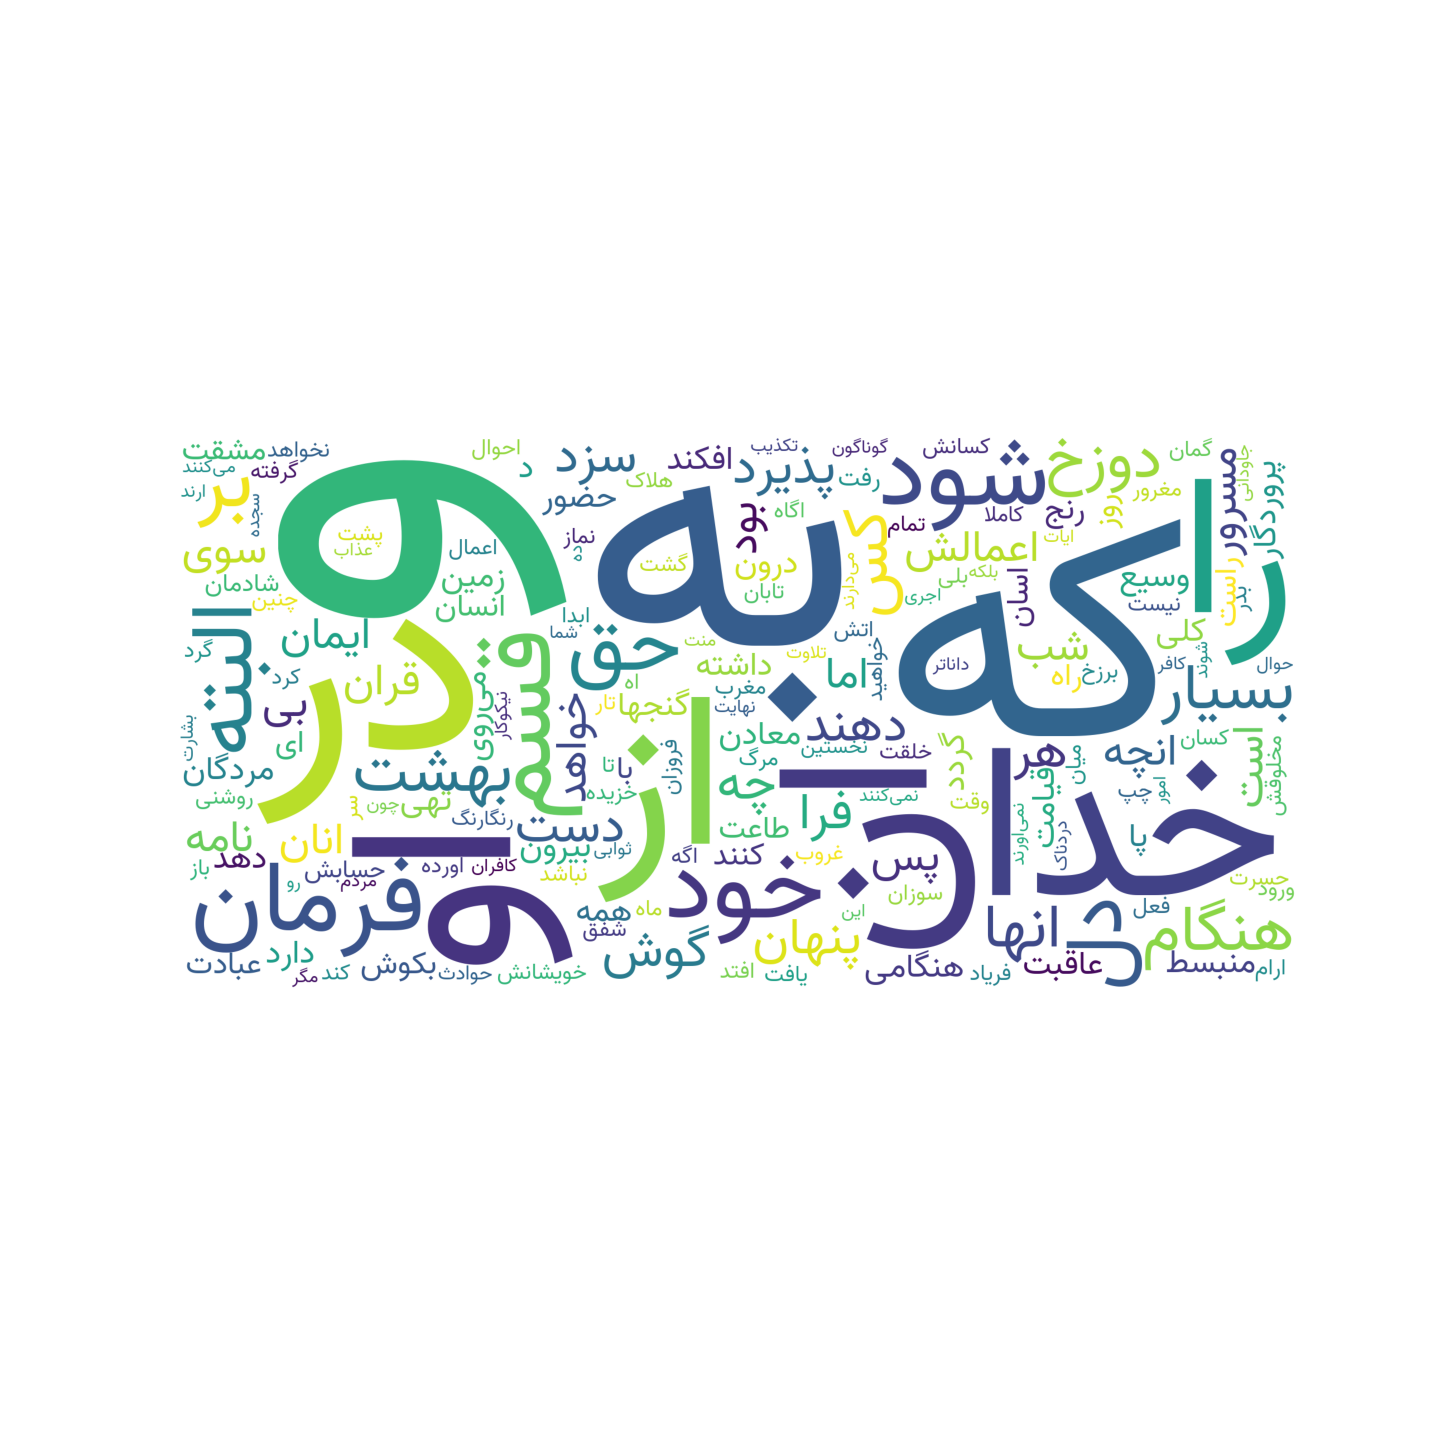 و
به
که
خدا
در
از
را
آن
و
شود
خود
فرمان
قسم
حق
البته
هنگام
دوزخ
بهشت
بسیار
انها
دست
گوش
پنهان
کس
اعمالش
پذیرد
سزد
افکند
حضور
بر
مشقت
نخواهد
می‌کنند
گرفته
ارند
سجده
احوال
د
تکذیب
گوناگون
کسانش
گمان
جاودانی
مسرور
پروردگار
مغرور
رفت
هلاک
بود
اگاه
تمام
کاملا
رنج
روز
ایات
سوی
شادمان
چنین
پشت
عذاب
اعمال
زمین
انسان
نماز
ده
گشت
درون
تابان
می‌دارند
بلی
بلکه
اجری
اسان
وسیع
نیست
راست
بدر
ابدا
شما
ایمان
گرد
کرد
قران
بی
ای
مردگان
روشنی
بشارت
می‌روی
نیکوکار
خواهد
منت
داشته
اه
تلاوت
اتش
خواهید
اما
داناتر
شب
راه
برزخ
کلی
کافر
شوند
حوال
گنجها
تار
مغرب
نهایت
معادن
نخستین
دهند
خلقت
مرگ
فروزان
با
تا
خزیده
چه
نمی‌کنند
گردد
وقت
هر
قیامت
میان
انچه
چپ
امور
کسان
است
مخلوقش
تهی
چون
سر
رنگارنگ
نامه
انان
دهد
باز
حسابش
رو
مردم
اورده
کافران
بیرون
ثوابی
نباشد
طاعت
فرا
غروب
کنند
اگه
پس
سوزان
نمی‌اورند
دردناک
پا
حسرت
ورود
فعل
همه
شفق
ماه
این
عبادت
دارد
مگر
کند
بکوش
حوادث
خویشانش
افتد
یافت
هنگامی
فریاد
عاقبت
منبسط
ارام